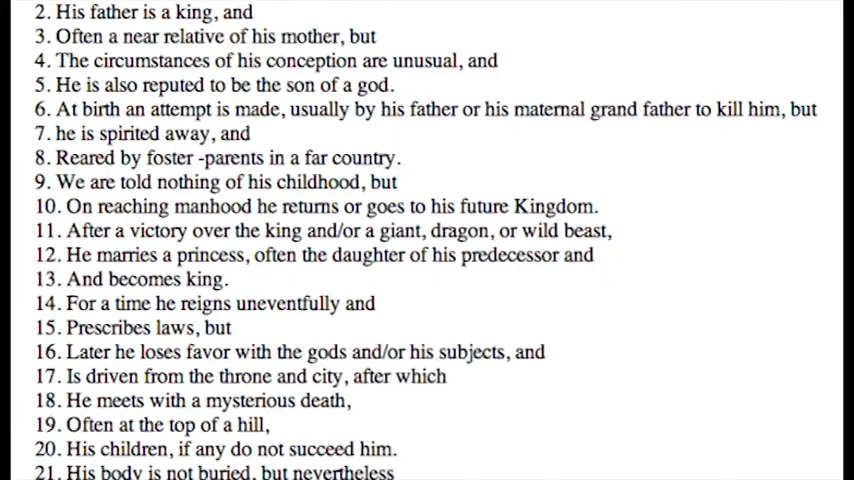 2. His father is a king, and
3. Often a near relative of his mother, but
4. The circumstances of his conception are unusual, and
5. He is also reputed to be the son of a god.
6. At birth an attempt is made, usually by his father or his maternal grand father to kill him, but
7. he is spirited away, and
8. Reared by foster -parents in a far country.
9. We are told nothing of his childhood, but
10. On reaching manhood he returns or goes to his future Kingdom.
11. After a victory over the king and/or a giant, dragon, or wild beast,
12. He marries a princess, often the daughter of his predecessor and
13. And becomes king.
14. For a time he reigns uneventfully and
15. Prescribes laws, but
16. Later he loses favor with the gods and/or his subjects, and
17. Is driven from the throne and city, after which
18. He meets with a mysterious death,
19. Often at the top of a hill,
20. His children, if any do not succeed him.
21. His body is not buried, but nevertheless